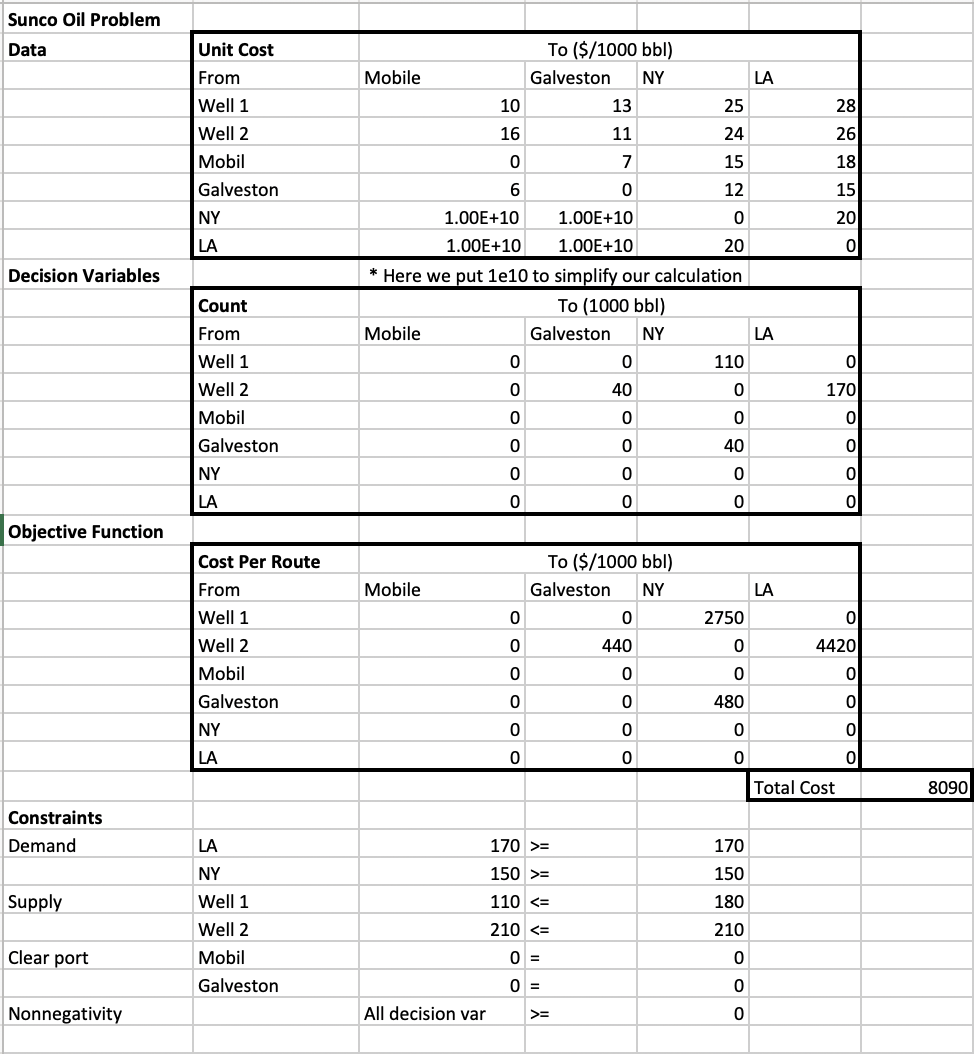 Sunco Oil Problem
Data Unit Cost To ($/1000 bbl)
From Mobile Galveston NY LA
Well 1 10 13 25 28
Well 2 16 11 24 26
Mobil 0 7 15 18
Galveston 6 0 12 15
NY 1.00E+10 1.00E+10 0 20
LA 1.00E+10 1.00E+10 20 0
Decision Variables * Here we put 1e10 to simplify our calculation
Count To (1000 bbl)
From Mobile Galveston NY LA
Well 1 0 0 110 0
Well 2 0 40 0 170
Mobil 0 0 0 0
Galveston 0 0 40 0
NY 0 0 0 0
LA 0 0 0 0
Objective Function
Cost Per Route To ($/1000 bbl)
From Mobile Galveston NY LA
Well 1 0 0 2750 0
Well 2 0 440 0 4420
Mobil 0 0 0 0
Galveston 0 0 480 0
NY 0 0 0 0
LA 0 0 0 0
Total Cost 8090
Constraints
Demand LA 170 >= 170
NY 150 >= 150
Supply Well 1 110 <= 180
Well 2 210 <= 210
Clear port Mobil 0 = 0
Galveston 0 = 0
Nonnegativity All decision var >= 0